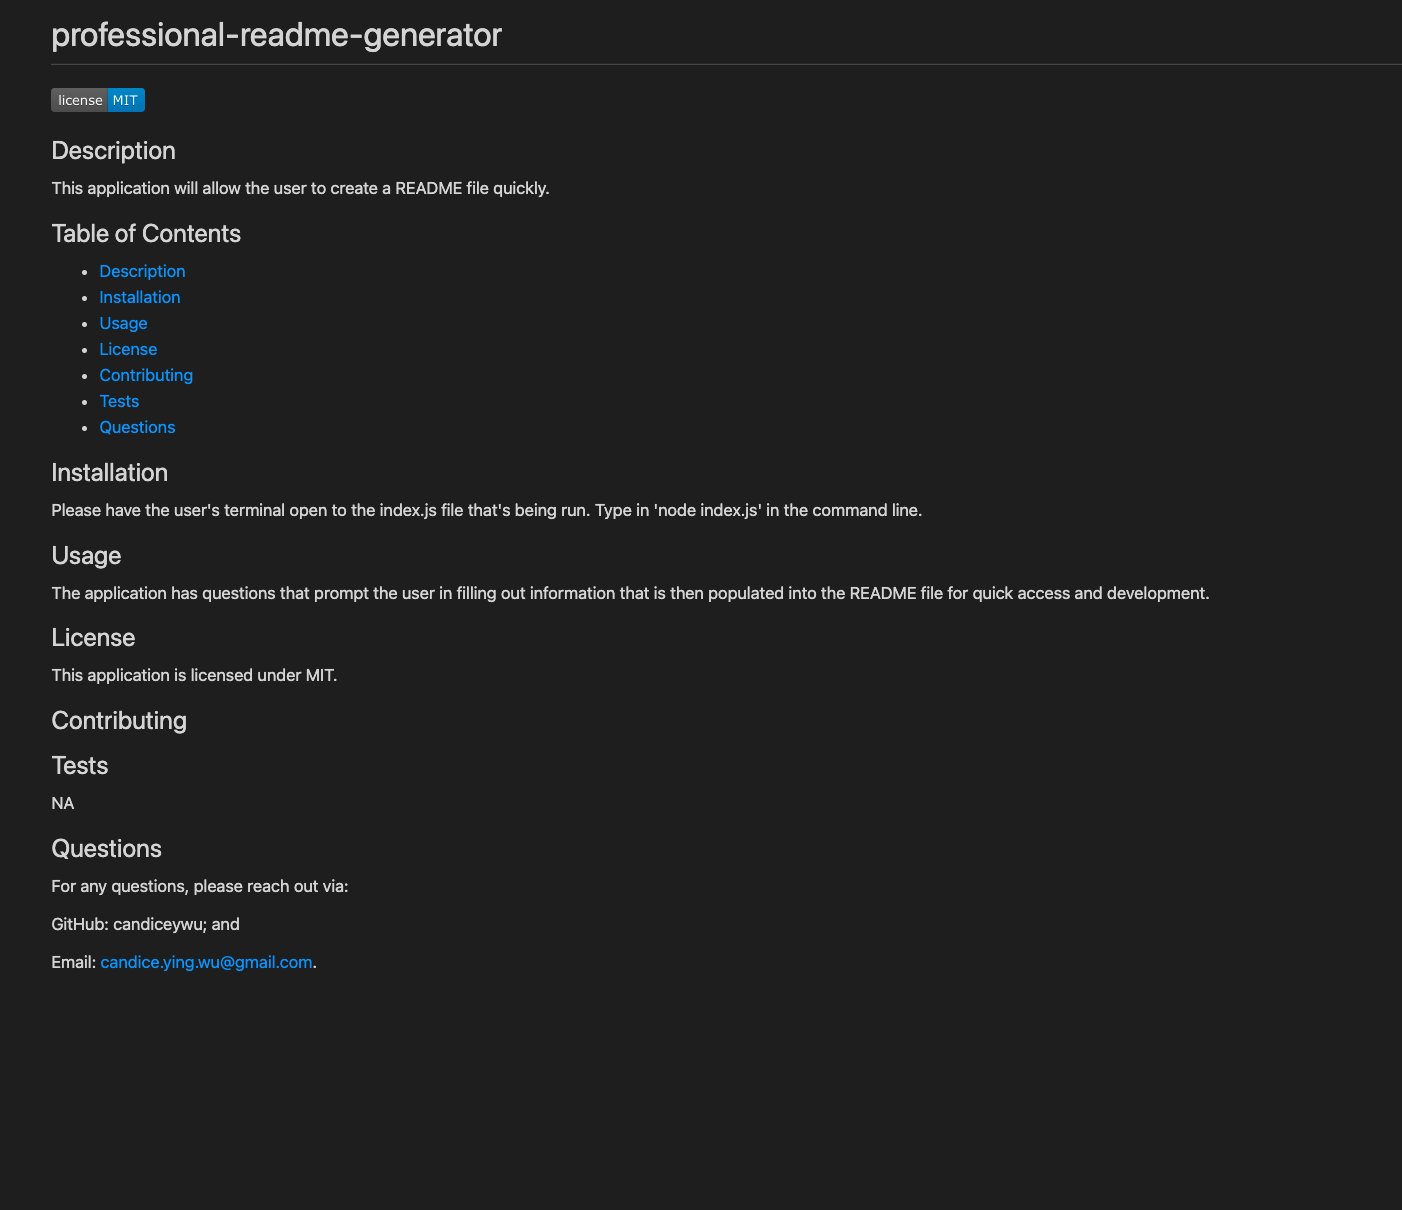 professional-readme-generator
license MIT
Description
This application will allow the user to create a README file quickly.
Table of Contents
• Description
• Installation
• Usage
• License
• Contributing
• Tests
• Questions
Installation
Please have the user's terminal open to the index.js file that's being run. Type in 'node index.js' in the command line.
Usage
The application has questions that prompt the user in filling out information that is then populated into the README file for quick access and development.
License
This application is licensed under MIT.
Contributing
Tests
NA
Questions
For any questions, please reach out via:
GitHub: candiceywu; and
Email: candice.ying.wu@gmail.com.